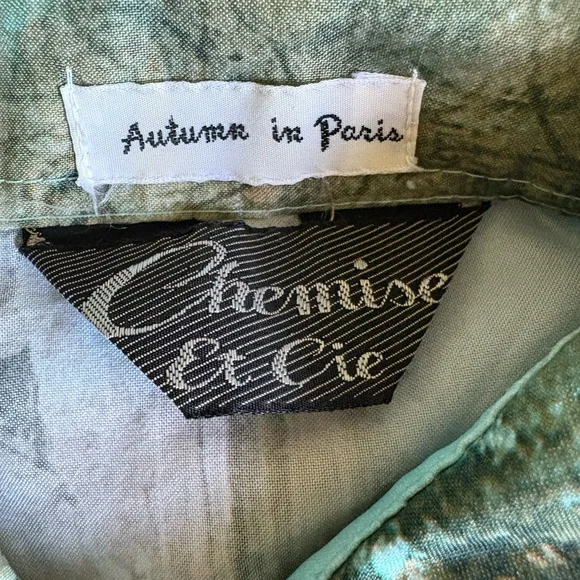 Autumn in Paris
Chemise
Et Cie